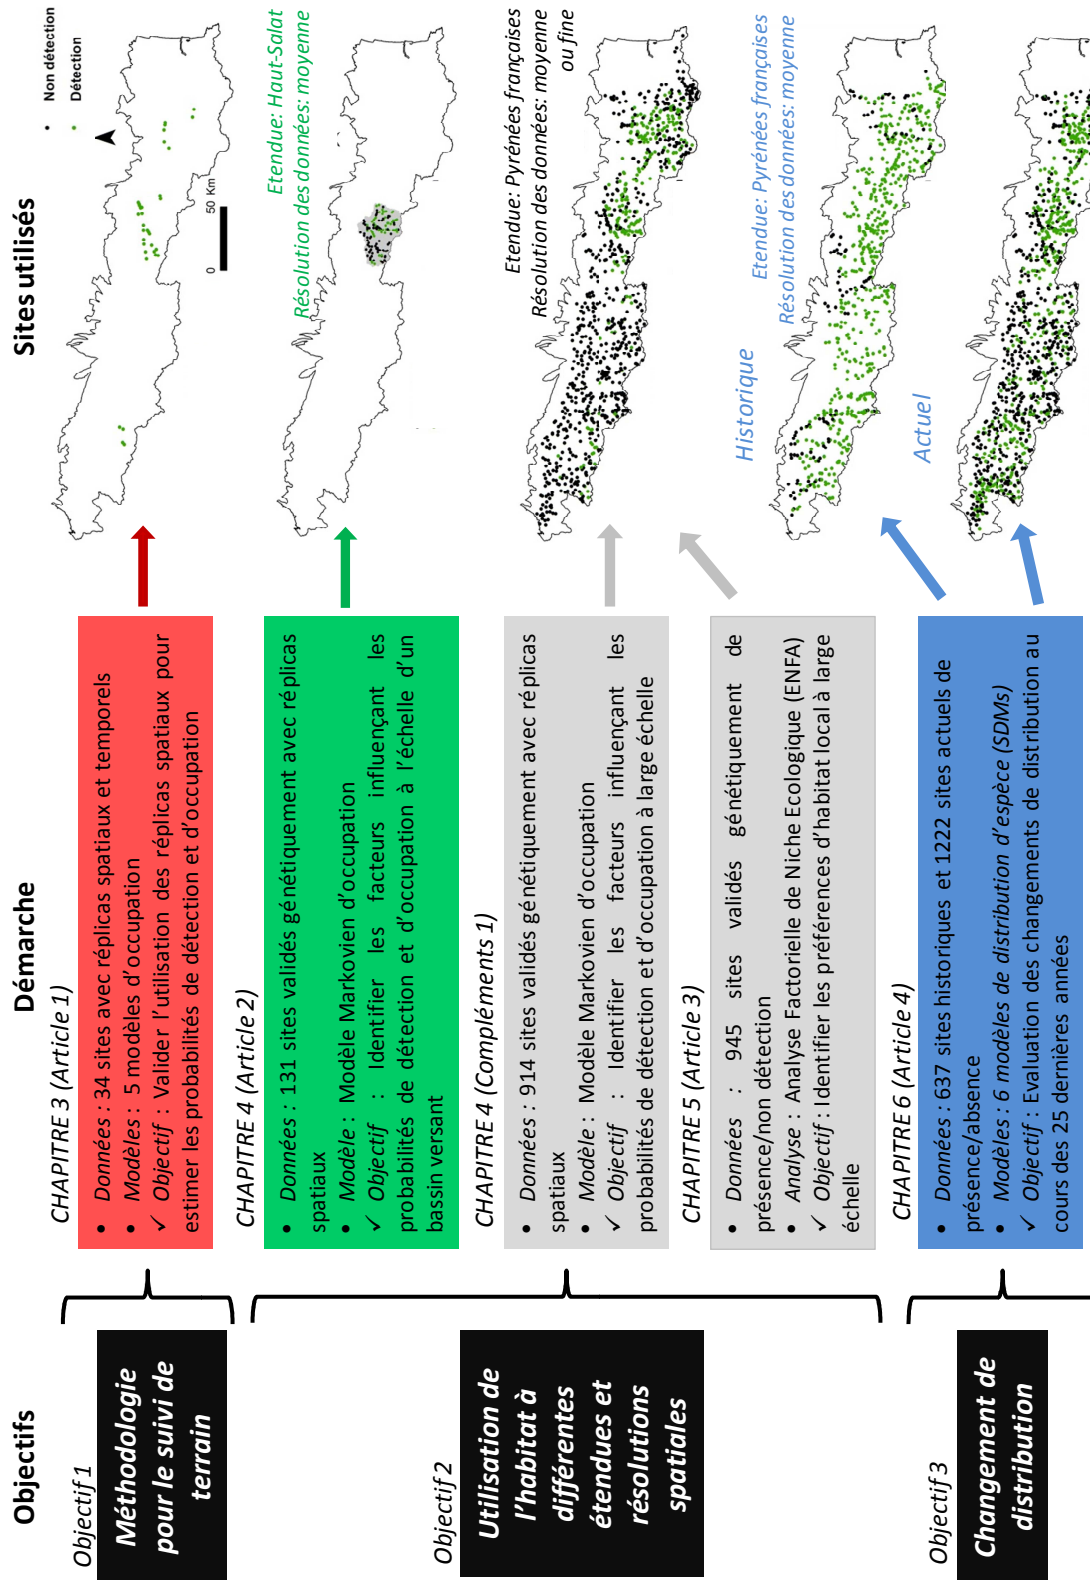 Objectifs
Démarche
Sites utilisés
Objectif 1
Méthodologie
pour le suivi de
terrain
CHAPITRE 3 (Article 1)
• Données : 34 sites avec réplicas spatiaux et temporels
• Modèles : 5 modèles d'occupation
✓ Objectif : Valider l'utilisation des réplicas spatiaux pour
estimer les probabilités de détection et d'occupation
Non détection
Détection
0
50
Km
Objectif 2
Utilisation de
l'habitat à
différentes
étendues et
résolutions
spatiales
CHAPITRE 4 (Article 2)
• Données : 131 sites validés génétiquement avec réplicas
spatiaux
• Modèle : Modèle Markovien d'occupation
✓ Objectif : Identifier les facteurs influençant les
probabilités de détection et d'occupation à l'échelle d'un
bassin versant
Etendue: Haut-Salat
Résolution des données: moyenne
CHAPITRE 4 (Compléments 1)
• Données : 914 sites validés génétiquement avec réplicas
spatiaux
• Modèle : Modèle Markovien d'occupation
✓ Objectif : Identifier les facteurs influençant les
probabilités de détection et d'occupation à large échelle
Etendue: Pyrénées françaises
Résolution des données: moyenne
ou fine
CHAPITRE 5 (Article 3)
• Données : 945 sites validés génétiquement de
présence/non détection
• Analyse : Analyse Factorielle de Niche Ecologique (ENFA)
✓ Objectif : Identifier les préférences d'habitat local à large
échelle
Objectif 3
Changement de
distribution
CHAPITRE 6 (Article 4)
• Données : 637 sites historiques et 1222 sites actuels de
présence/absence
• Modèles : 6 modèles de distribution d'espèce (SDMs)
✓ Objectif : Evaluation des changements de distribution au
cours des 25 dernières années
Etendue: Pyrénées françaises
Résolution des données: moyenne
Historique
Actuel